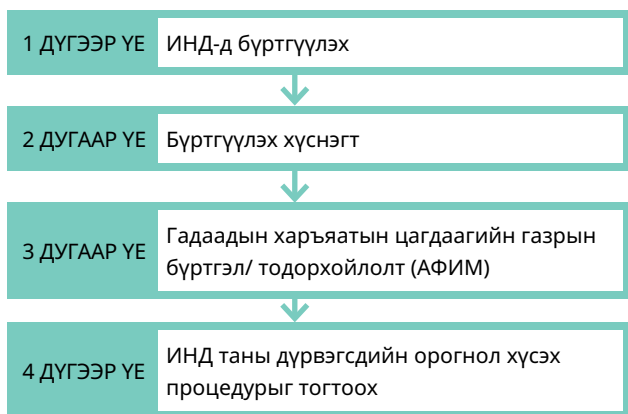 1 ДҮГЭЭР ҮЕ
ИНД-д бүртгүүлэх
2 ДУГААР ҮЕ
Бүртгүүлэх хүснэгт
3 ДУГААР ҮЕ
Гадаадын харъяатын цагдаагийн газрын
бүртгэл/ тодорхойлолт (АФИМ)
4 ДҮГЭЭР ҮЕ
ИНД таны дүрвэгсдийн орогнол хүсэх
процедурыг тогтоох